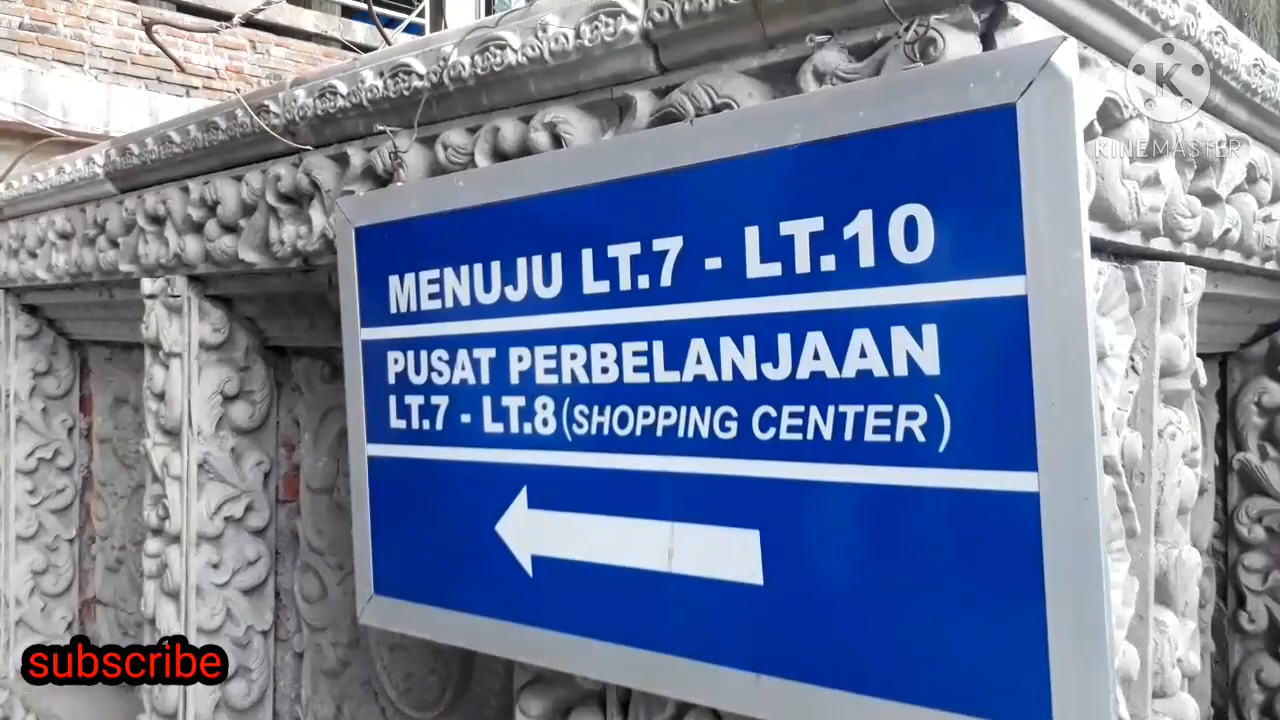 K
KINEMASTER
MENUJU LT.7 - LT.10
PUSAT PERBELANJAAN
LT.7 - LT.8 (SHOPPING CENTER)
subscribe